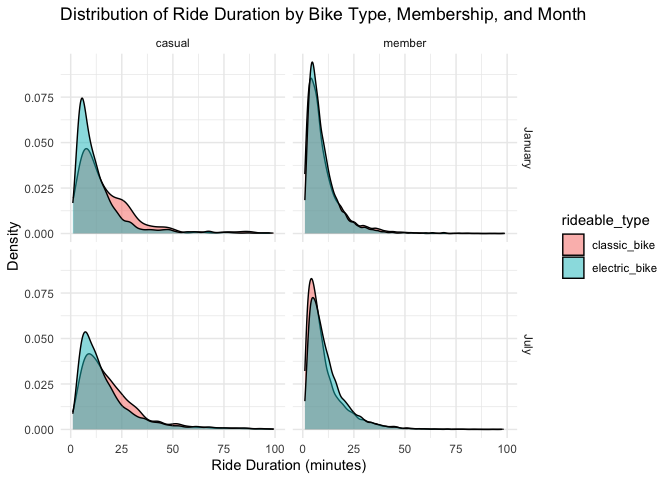 Distribution of Ride Duration by Bike Type, Membership, and Month
casual
member
0.075
0.050
0.025
0.000
January
0.075
0.050
0.025
0.000
July
Density
0 25 50 75 100
0 25 50 75 100
Ride Duration (minutes)
rideable_type
classic_bike
electric_bike